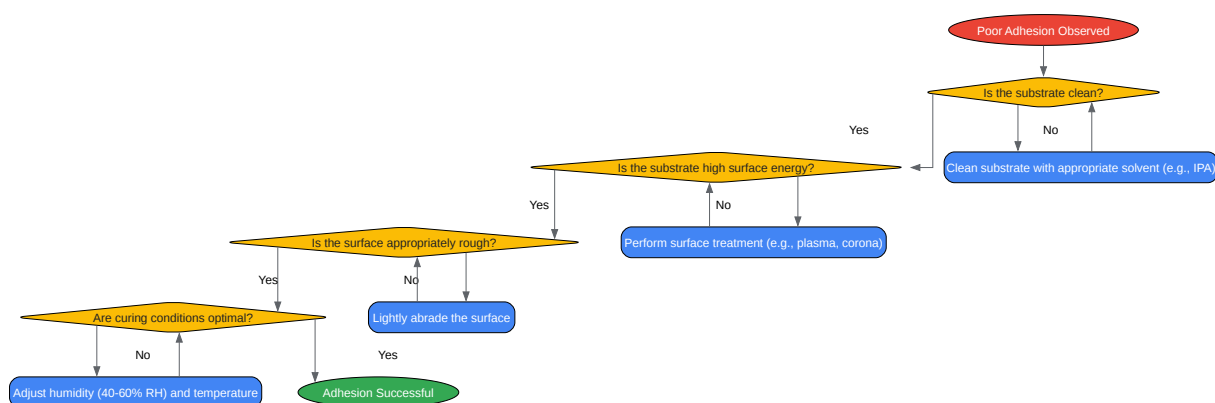 Poor Adhesion Observed
Is the substrate clean?
Yes
No
Is the substrate high surface energy?
Clean substrate with appropriate solvent (e.g., IPA)
Yes
No
Is the surface appropriately rough?
Perform surface treatment (e.g., plasma, corona)
Yes
No
Are curing conditions optimal?
Lightly abrade the surface
No
Yes
Adjust humidity (40-60% RH) and temperature
Adhesion Successful